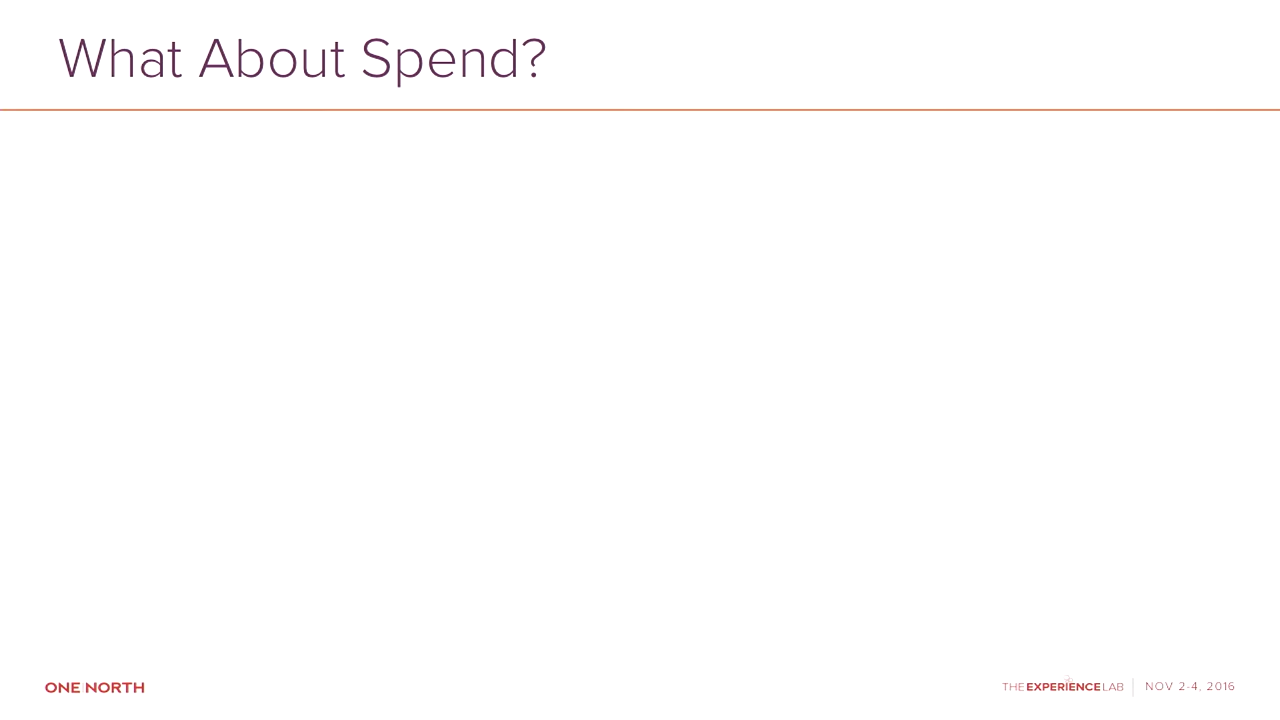 What About Spend?
ONE NORTH
THE EXPERIENCE LAB
NOV 2-4, 2016